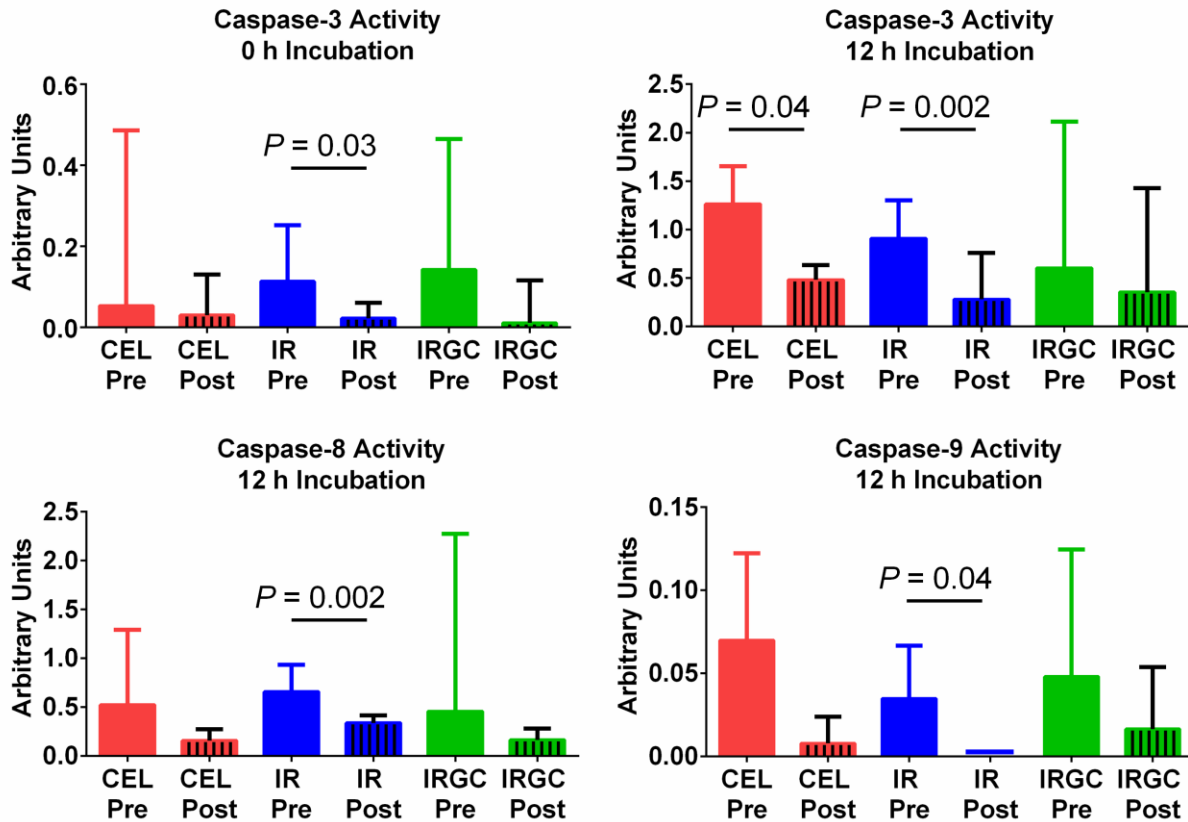 Caspase-3 Activity
0 h Incubation
Arbitrary Units
0.6
0.4
0.2
0.0
P = 0.03
CEL CEL IR IR IRGC IRGC
Pre Post Pre Post Pre Post
Caspase-3 Activity
12h Incubation
Arbitrary Units
2.5
2.0
1.5
1.0
0.5
0.0
P = 0.04 P = 0.002
CEL CEL IR IR IRGC IRGC
Pre Post Pre Post Pre Post
Caspase-8 Activity
12 h Incubation
Arbitrary Units
2.5
2.0
1.5
1.0
0.5
0.0
P = 0.002
CEL CEL IR IR IRGC IRGC
Pre Post Pre Post Pre Post
Caspase-9 Activity
12 h Incubation
Arbitrary Units
0.15
0.10
0.05
0.00
P = 0.04
CEL CEL IR IR IRGC IRGC
Pre Post Pre Post Pre Post